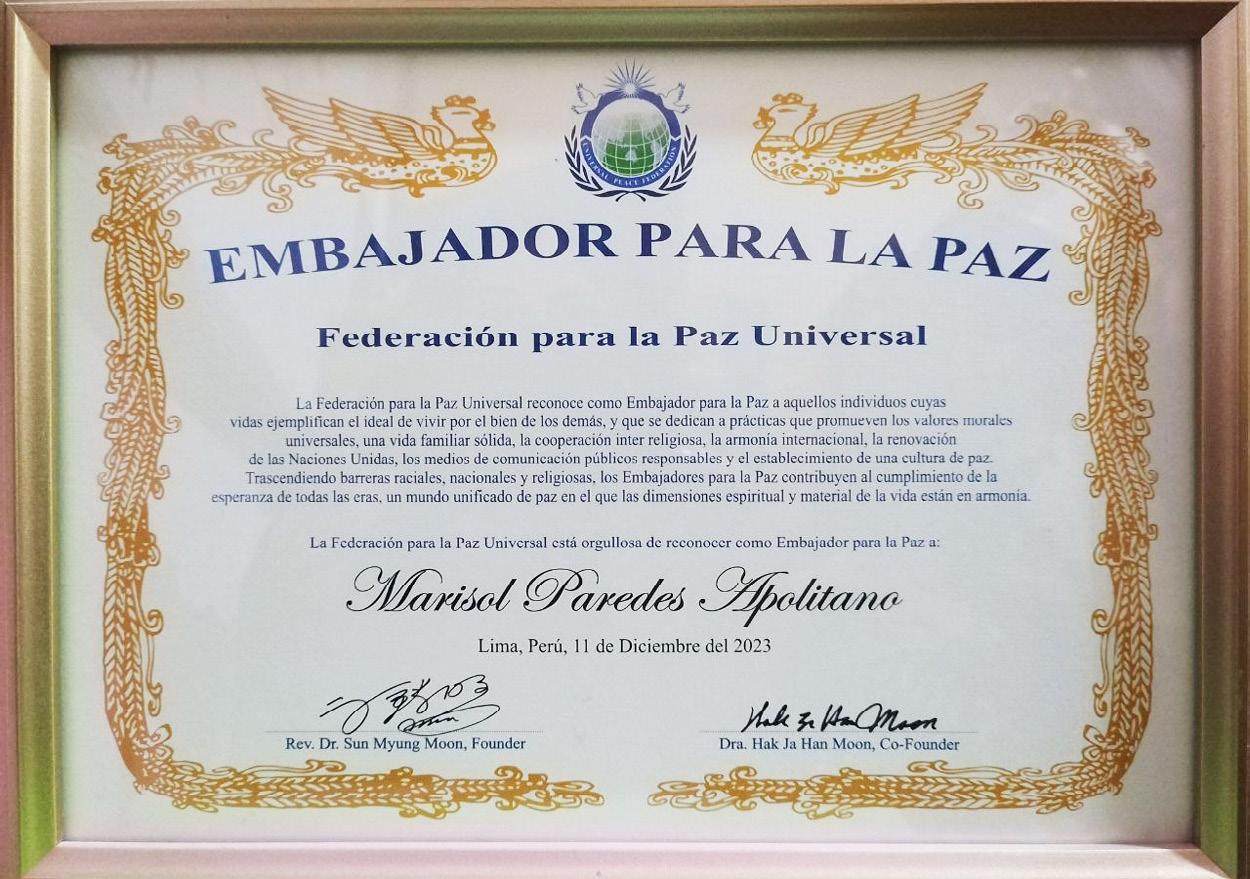 UNIVERSAL PEACE FEDERATION
EMBAJADOR PARA LA PAZ
Federación para la Paz Universal
La Federación para la Paz Universal reconoce como Embajador para la Paz a aquellos individuos cuyas
vidas ejemplifican el ideal de vivir por el bien de los demás, y que se dedican a prácticas que promueven los valores morales
universales, una vida familiar sólida, la cooperación inter religiosa, la armonía internacional, la renovación
de las Naciones Unidas, los medios de comunicación públicos responsables y el establecimiento de una cultura de paz.
Trascendiendo barreras raciales, nacionales y religiosas, los Embajadores para la Paz contribuyen al cumplimiento de la
esperanza de todas las eras, un mundo unificado de paz en el que las dimensiones espiritual y material de la vida están en armonía.
La Federación para la Paz Universal está orgullosa de reconocer como Embajador para la Paz a:
Marisol Paredes Apolitano
Lima, Perú, 11 de Diciembre del 2023
Hak Ja Han Moon
Rev. Dr. Sun Myung Moon, Founder
Dra. Hak Ja Han Moon, Co-Founder